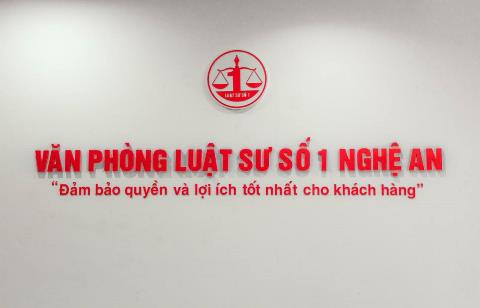 LUẬT SƯ SỐ 1
VĂN PHÒNG LUẬT SƯ SỐ 1 NGHỆ AN
“Đảm bảo quyền và lợi ích tốt nhất cho khách hàng”